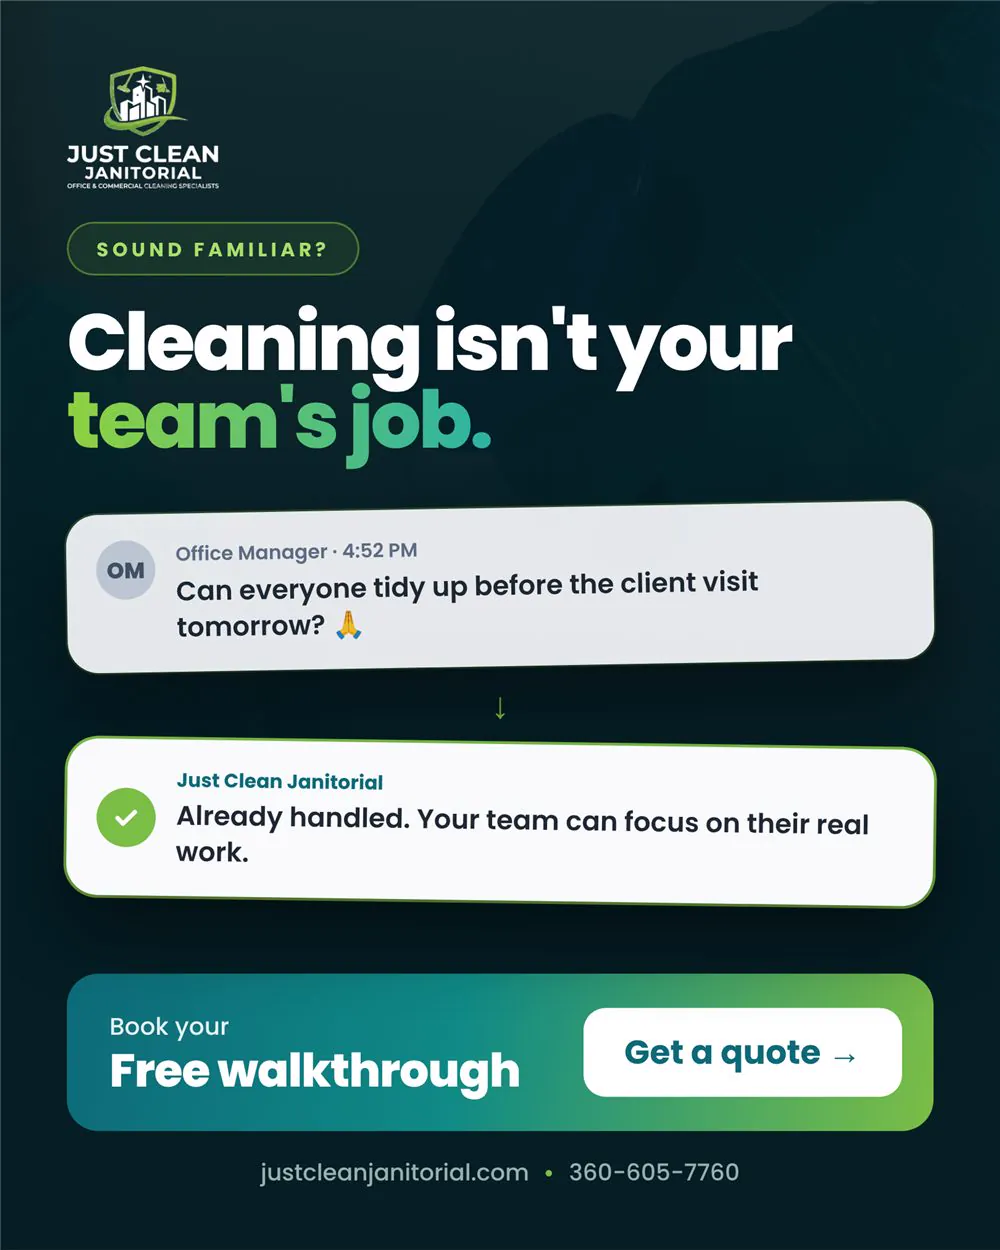 JUST CLEAN
JANITORIAL
OFFICE & COMMERCIAL CLEANING SPECIALISTS
SOUND FAMILIAR?
Cleaning isn't your
team's job.
OM
Office Manager · 4:52 PM
Can everyone tidy up before the client visit
tomorrow? 🙏
↓
Just Clean Janitorial
Already handled. Your team can focus on their real
work.
Book your
Free walkthrough
Get a quote →
justcleanjanitorial.com • 360-605-7760